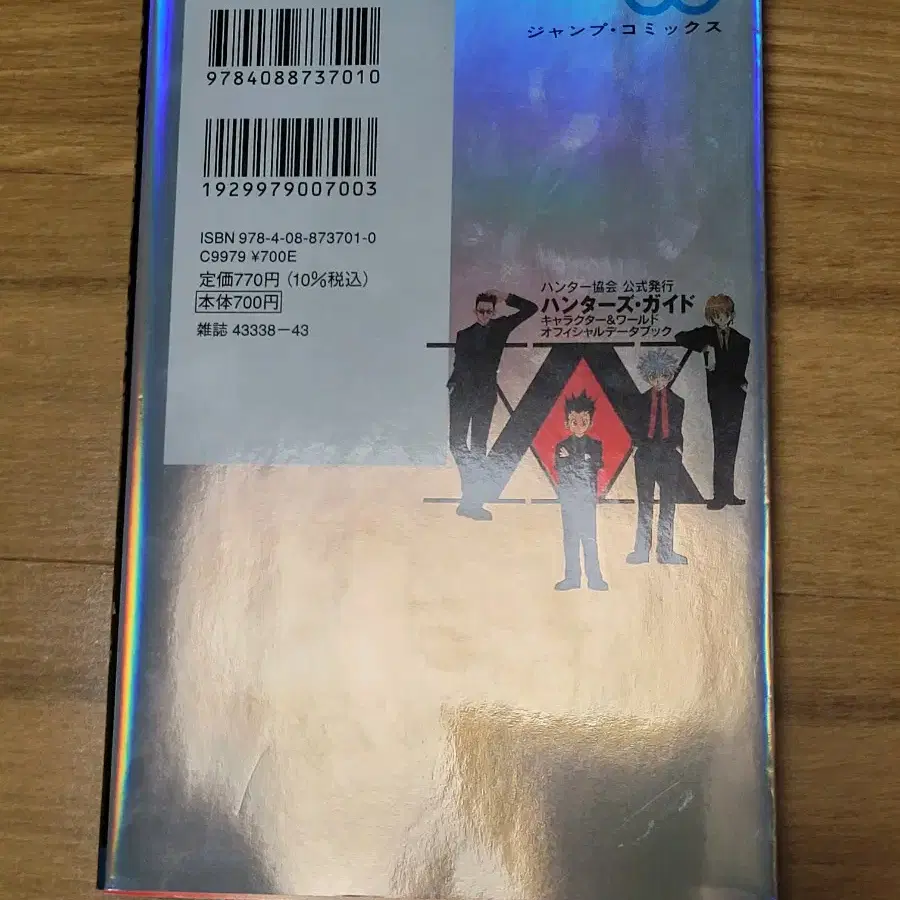 9784088737010
ジャンプ・コミックス
1929979007003
ISBN 978-4-08-873701-0
C9979 ¥700E
定価770円(10%税込)
本体700円
雑誌 43338-43
ハンター協会 公式発行
ハンターズ・ガイド
キャラクター&ワールド
オフィシャルデータブック